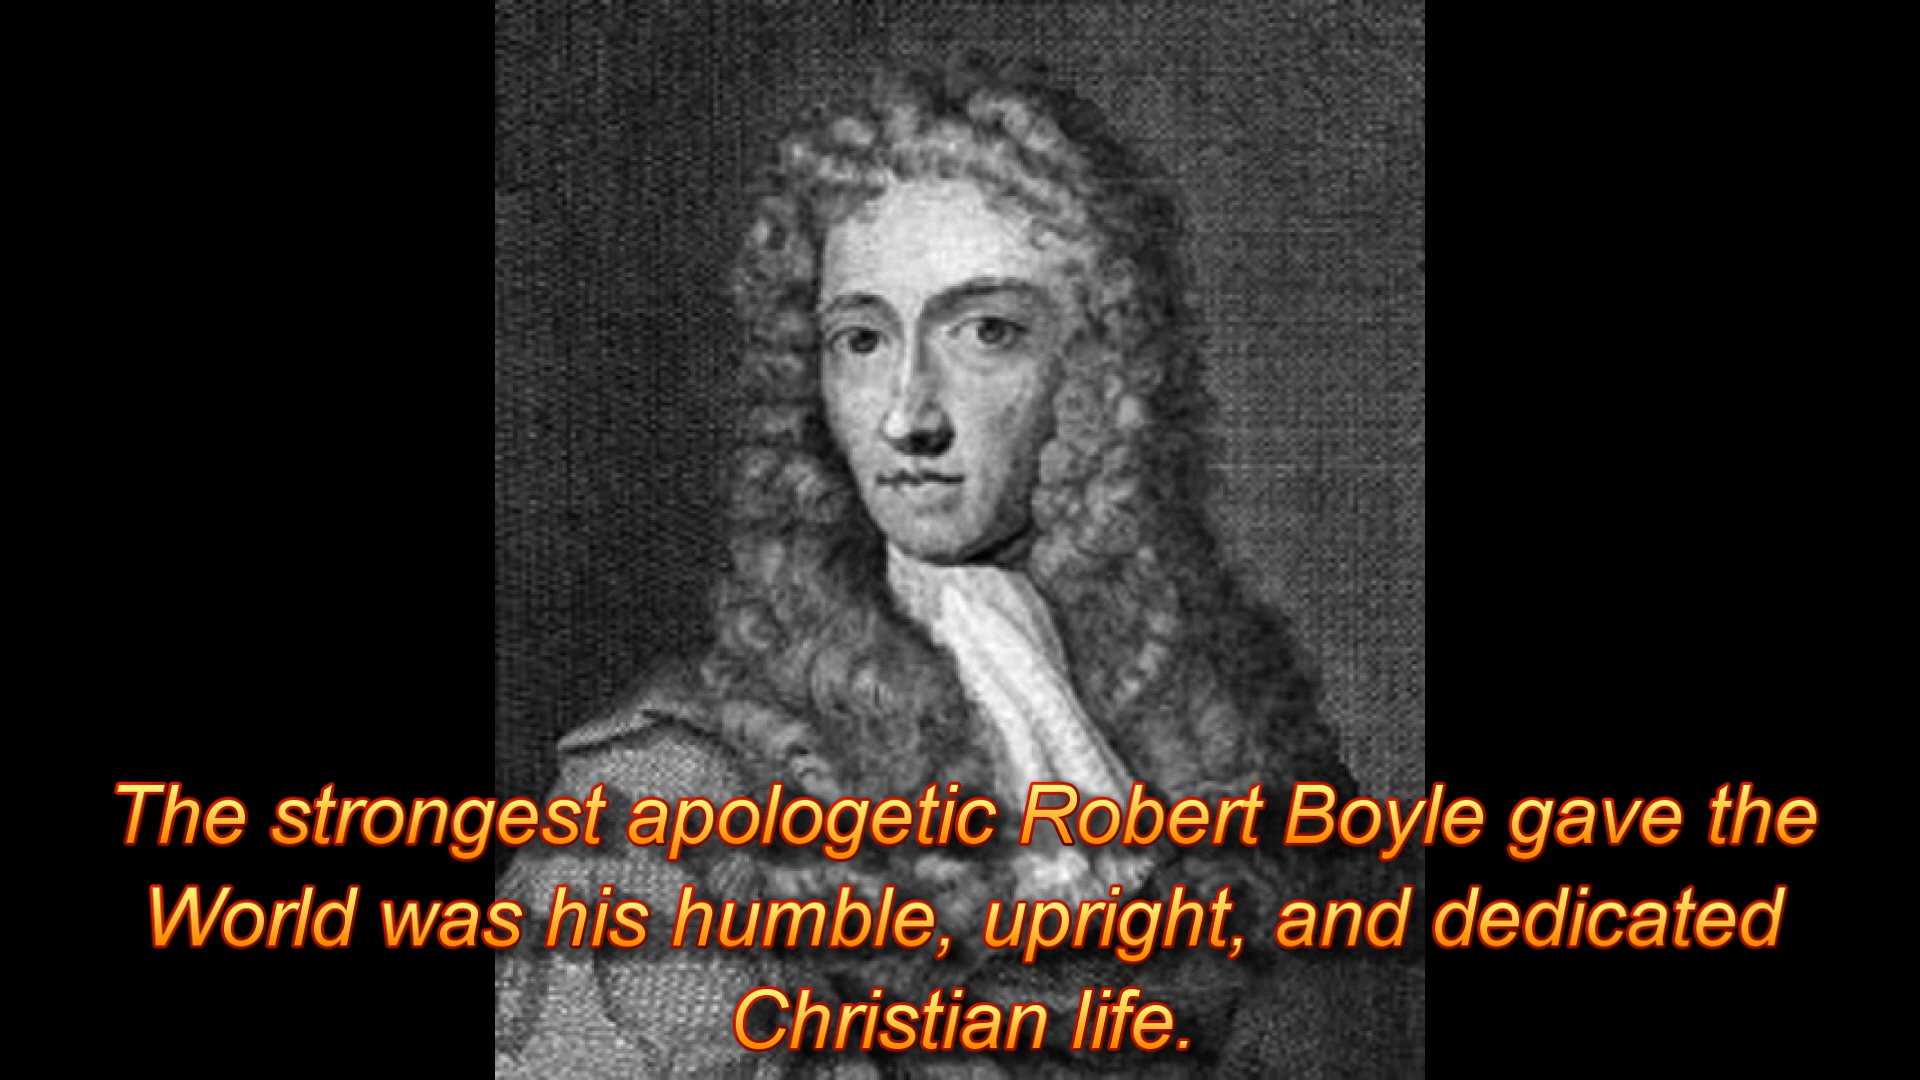 The strongest apologetic Robert Boyle gave the
World was his humble, upright, and dedicated
Christian life.